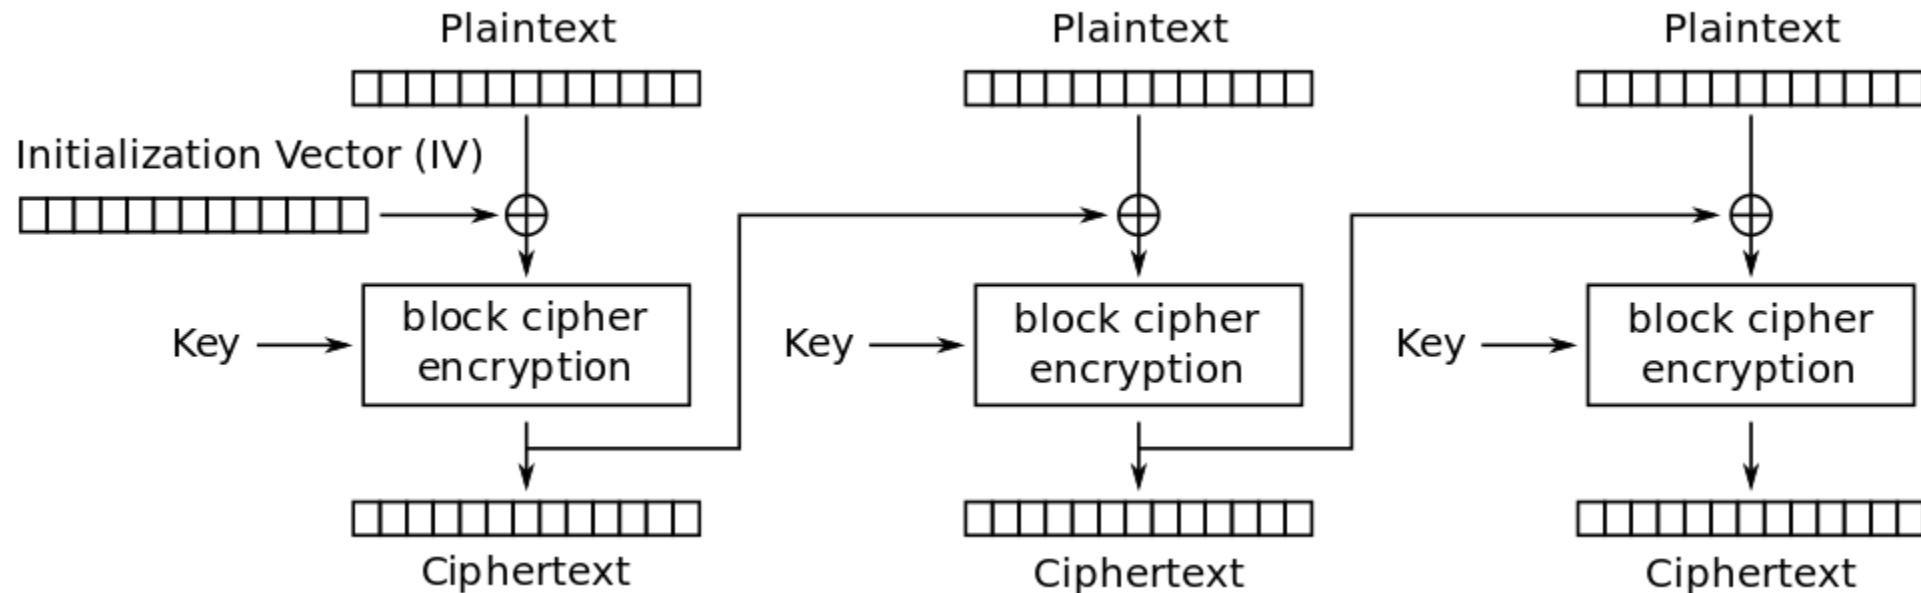 Plaintext
Plaintext
Plaintext
Initialization Vector (IV)
Key
block cipher
encryption
Key
block cipher
encryption
Key
block cipher
encryption
Ciphertext
Ciphertext
Ciphertext